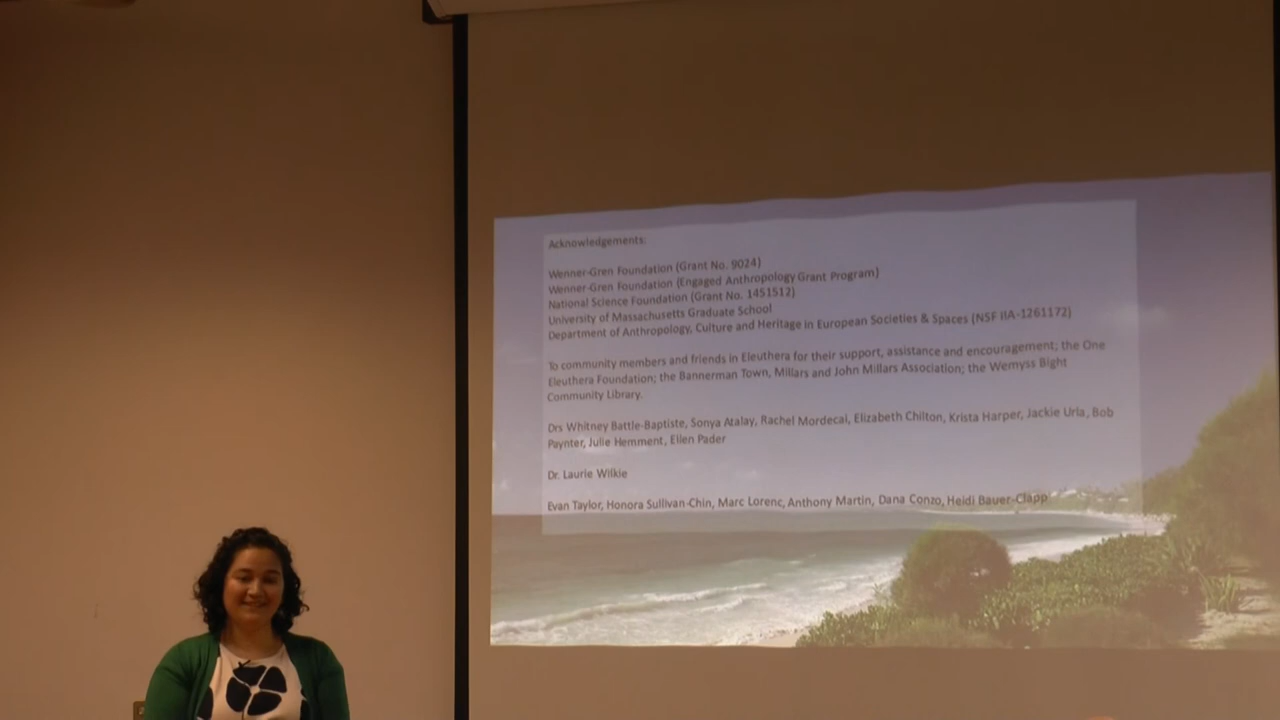 Acknowledgements:
Wenner-Gren Foundation (Grant No. 9024)
Wenner-Gren Foundation (Engaged Anthropology Grant Program)
National Science Foundation (Grant No. 1451512)
University of Massachusetts Graduate School
Department of Anthropology, Culture and Heritage in European Societies & Spaces (NSF IIA-1261172)
To community members and friends in Eleuthera for their support, assistance and encouragement; the One
Eleuthera Foundation; the Bannerman Town, Millars and John Millars Association; the Wemyss Bight
Community Library.
Drs Whitney Battle-Baptiste, Sonya Atalay, Rachel Mordecai, Elizabeth Chilton, Krista Harper, Jackie Urla, Bob
Paynter, Julie Hemment, Ellen Pader
Dr. Laurie Wilkie
Evan Taylor, Honora Sullivan-Chin, Marc Lorenc, Anthony Martin, Dana Conzo, Heidi Bauer-Clapp